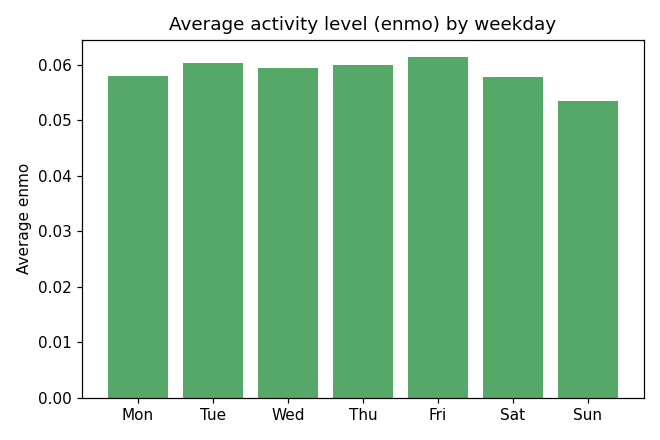 Average activity level (enmo) by weekday
Average enmo
0.06
0.05
0.04
0.03
0.02
0.01
0.00
Mon Tue Wed Thu Fri Sat Sun